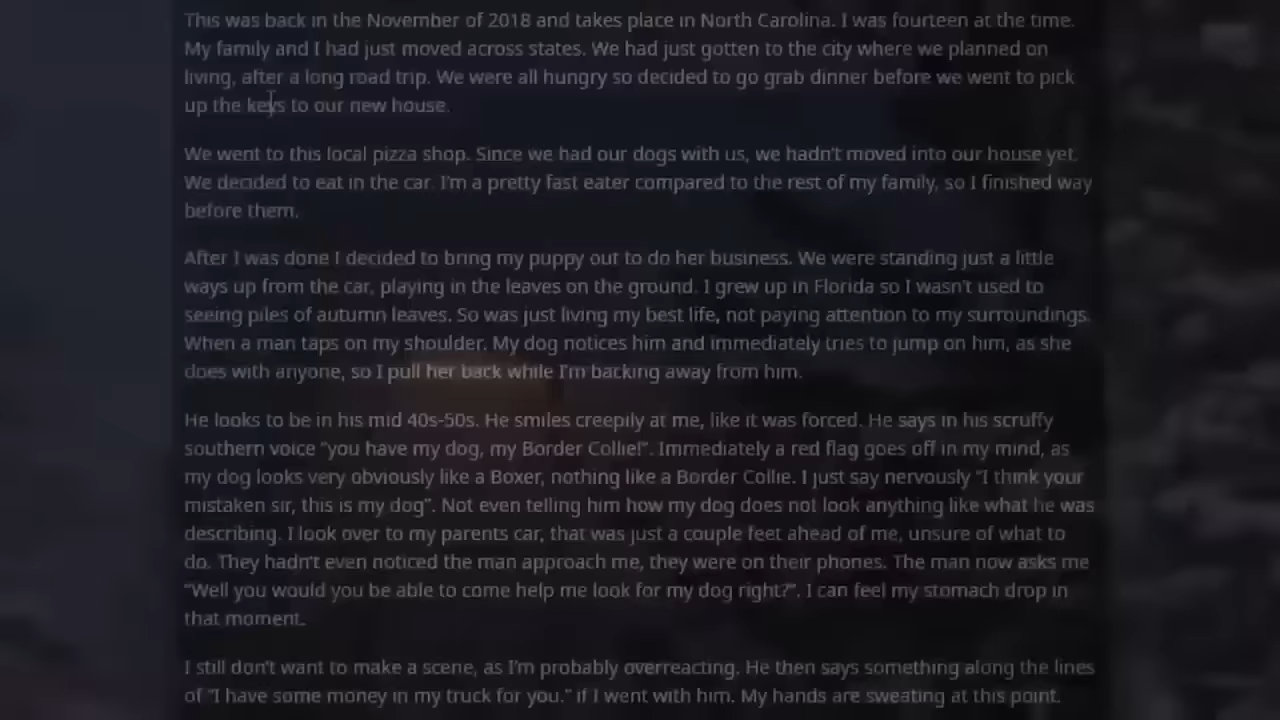 This was back in the November of 2018 and takes place in North Carolina. I was fourteen at the time.
My family and I had just moved across states. We had just gotten to the city where we planned on
living, after a long road trip. We were all hungry so decided to go grab dinner before we went to pick
up the keys to our new house.
We went to this local pizza shop. Since we had our dogs with us, we hadn't moved into our house yet.
We decided to eat in the car. I'm a pretty fast eater compared to the rest of my family, so I finished way
before them.
After I was done I decided to bring my puppy out to do her business. We were standing just a little
ways up from the car, playing in the leaves on the ground. I grew up in Florida so I wasn't used to
seeing piles of autumn leaves. So was just living my best life, not paying attention to my surroundings.
When a man taps on my shoulder. My dog notices him and immediately tries to jump on him, as she
does with anyone, so I pull her back while I'm backing away from him.
He looks to be in his mid 40s-50s. He smiles creepily at me, like it was forced. He says in his scruffy
southern voice “you have my dog, my Border Collie!”. Immediately a red flag goes off in my mind, as
my dog looks very obviously like a Boxer, nothing like a Border Collie. I just say nervously “I think your
mistaken sir, this is my dog”. Not even telling him how my dog does not look anything like what he was
describing. I look over to my parents car, that was just a couple feet ahead of me, unsure of what to
do. They hadn't even noticed the man approach me, they were on their phones. The man now asks me
“Well you would you be able to come help me look for my dog right?”. I can feel my stomach drop in
that moment.
I still don't want to make a scene, as I'm probably overreacting. He then says something along the lines
of “I have some money in my truck for you.” if I went with him. My hands are sweating at this point.